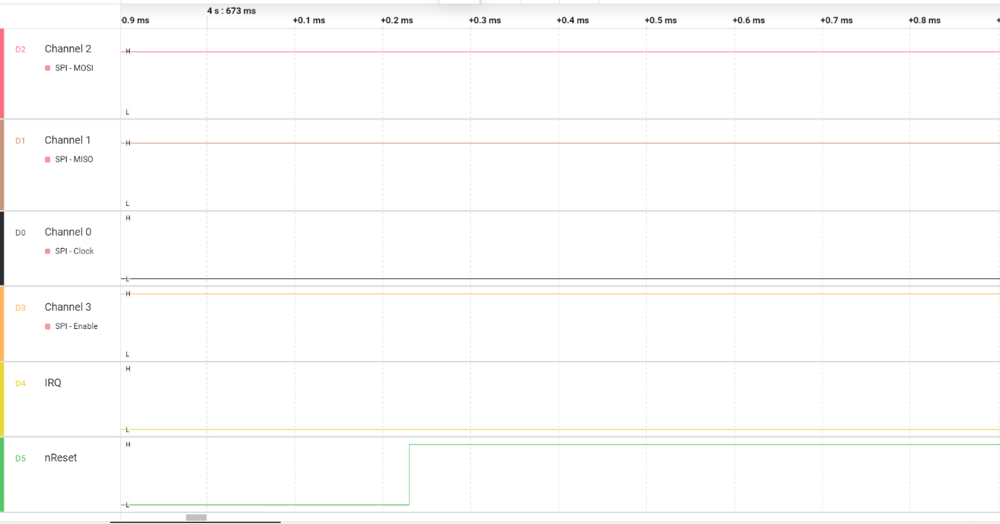 4 s : 673 ms
0.9 ms +0.1 ms +0.2 ms +0.3 ms +0.4 ms +0.5 ms +0.6 ms +0.7 ms +0.8 ms +
D2 Channel 2 H
SPI - MOSI
L
D1 Channel 1 H
SPI - MISO
L
H
D0 Channel 0
SPI - Clock
L
H
D3 Channel 3
SPI - Enable
L
H
D4 IRQ
L
H
D5 nReset
L